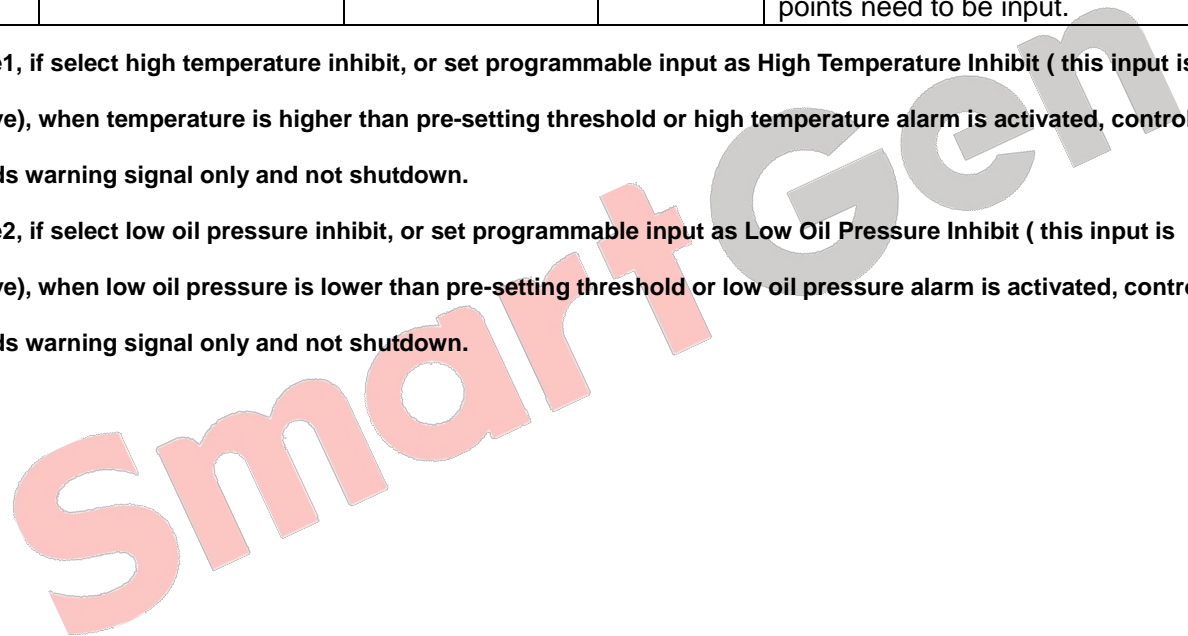 points need to be input.
e1, if select high temperature inhibit, or set programmable input as High Temperature Inhibit ( this input is
ve), when temperature is higher than pre-setting threshold or high temperature alarm is activated, control
ds warning signal only and not shutdown.
e2, if select low oil pressure inhibit, or set programmable input as Low Oil Pressure Inhibit ( this input is
ve), when low oil pressure is lower than pre-setting threshold or low oil pressure alarm is activated, contro
ds warning signal only and not shutdown.
SmartGen